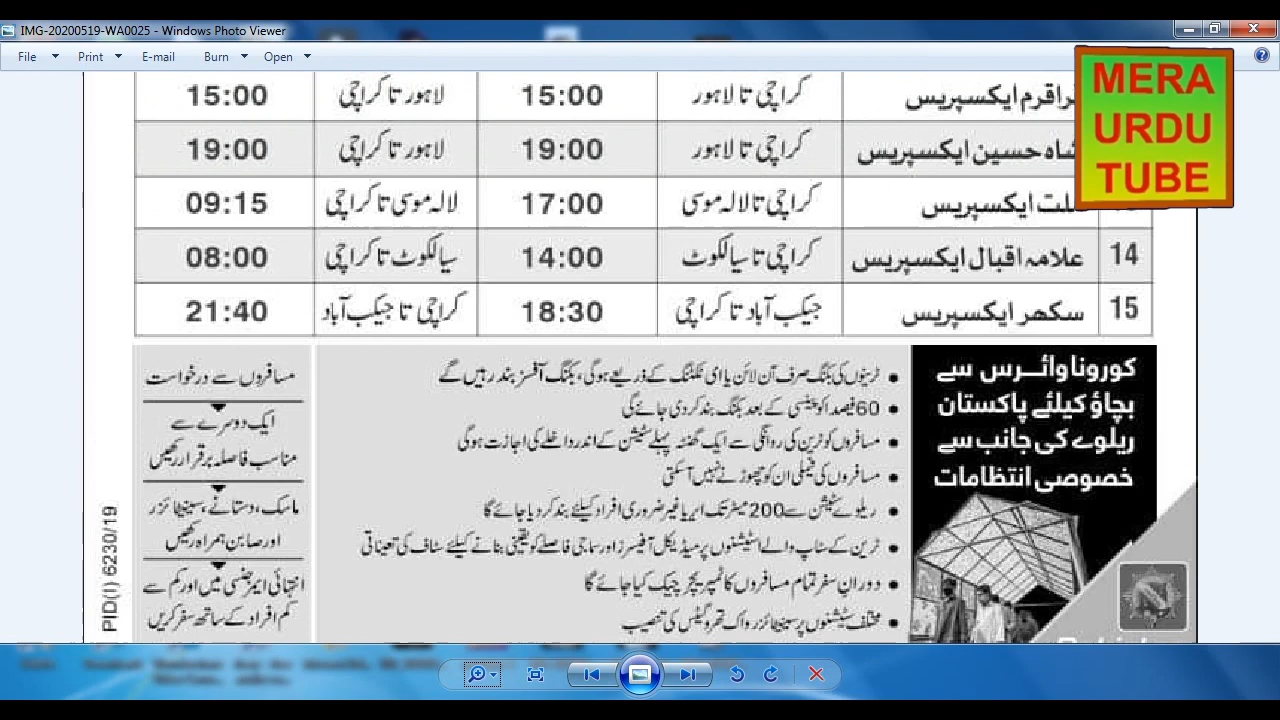 IMG-20200519-WA0025 - Windows Photo Viewer
File Print E-mail Burn Open
MERA
URDU
TUBE
ایکسپریس کراچی تا لاہور 15:00 لاہور تا کراچی 15:00
حسین ایکسپریس کراچی تا لاہور 19:00 لاہور تا کراچی 19:00
ایکسپریس کراچی تا لالہ موسی 17:00 لالہ موسی تا کراچی 09:15
14 علامہ اقبال ایکسپریس کراچی تا سیالکوٹ 14:00 سیالکوٹ تا کراچی 08:00
15 سکھر ایکسپریس جیکب آباد تا کراچی 18:30 کراچی تا جیکب آباد 21:40
کورونا وائرس سے
بچاؤ کیلئے پاکستان
ریلوے کی جانب سے
خصوصی انتظامات
• ٹرینوں کی بکنگ صرف آن لائن یا ای ٹکٹنگ کے ذریعے ہوگی، بکنگ آفسز بند رہیں گے
• 60 فیصد اکوپینسی کے بعد بکنگ بند کر دی جائے گی
• مسافروں کو ٹرین کی روانگی سے ایک گھنٹہ پہلے سٹیشن کے اندر داخلے کی اجازت ہوگی
• مسافروں کی فیملی ان کو چھوڑنے نہیں آسکتی
• ریلوے سٹیشن سے 200 میٹر تک ایریا غیر ضروری افراد کیلئے بند کر دیا جائے گا
• ٹرین کے سٹاپ والے اسٹیشنوں پر میڈیکل آفیسرز اور سماجی فاصلے کو یقینی بنانے کیلئے سٹاف کی تعیناتی
• دوران سفر تمام مسافروں کا ٹمپریچر چیک کیا جائے گا
• مختلف سٹیشنوں پر سینیٹائزر واک تھرو گیٹس کی تنصیب
مسافروں سے درخواست
ایک دوسرے سے
مناسب فاصلہ برقرار رکھیں
ماسک، دستانے، سینیٹائزر
اور صابن ہمراہ رکھیں
انتہائی ایمرجنسی میں اور کم سے
کم افراد کے ساتھ سفر کریں
PID(I) 6230/19